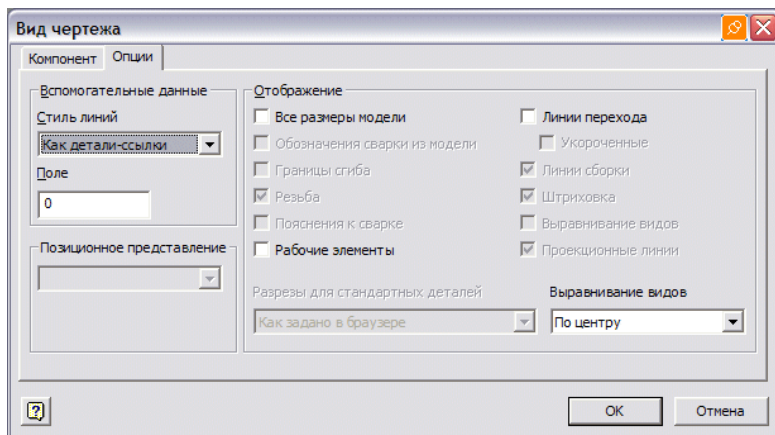 Вид чертежа
Компонент Опции
Вспомогательные данные
Стиль линий
Как детали-ссылки
Поле
0
Позиционное представление
Отображение
Все размеры модели
Обозначения сварки из модели
Границы сгиба
Резьба
Пояснения к сварке
Рабочие элементы
Линии перехода
Укороченные
Линии сборки
Штриховка
Выравнивание видов
Проекционные линии
Разрезы для стандартных деталей
Как задано в браузере
Выравнивание видов
По центру
?
OK
Отмена